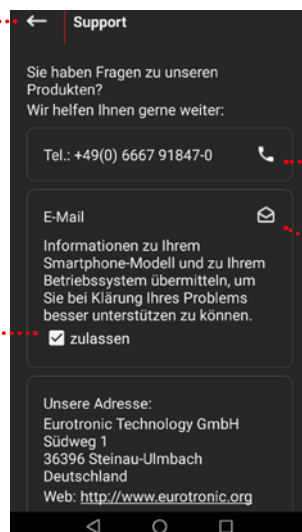 Support
Sie haben Fragen zu unseren
Produkten?
Wir helfen Ihnen gerne weiter:
Tel.: +49(0) 6667 91847-0
E-Mail
Informationen zu Ihrem
Smartphone-Modell und zu Ihrem
Betriebssystem übermitteln, um
Sie bei Klärung Ihres Problems
besser unterstützen zu können.
zulassen
Unsere Adresse:
Eurotronic Technology GmbH
Südweg 1
36396 Steinau-Ulmbach
Deutschland
Web: http://www.eurotronic.org